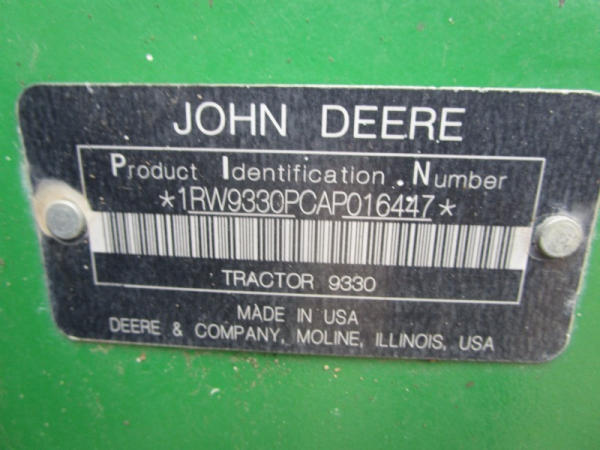 JOHN DEERE
Product Identification Number
*1RW9330PCAP016447*
TRACTOR 9330
MADE IN USA
DEERE & COMPANY, MOLINE, ILLINOIS, USA